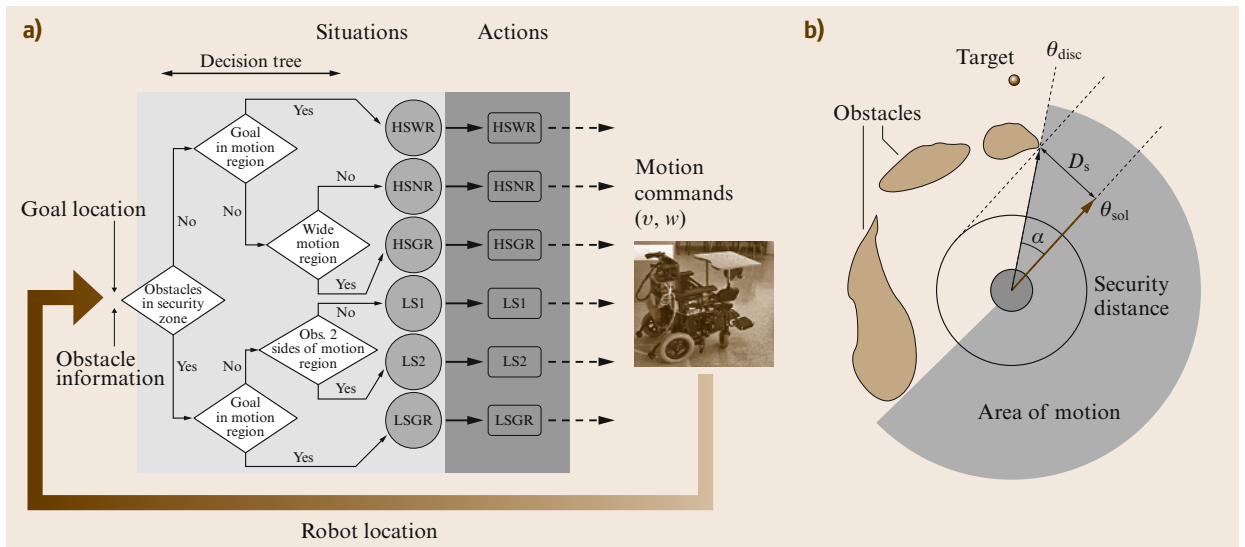 a)
Situations
Actions
Decision tree
Yes
Goal
in motion
region
HSWR
HSWR
No
No
No
HSNR
HSNR
Motion
commands
(v, w)
Goal location
Wide
motion
region
HSGR
HSGR
Yes
Obstacles
in security
zone
No
LS1
LS1
Obstacle
information
Yes
No
Obs. 2
sides of motion
region
Yes
LS2
LS2
Goal
in motion
region
Yes
LSGR
LSGR
Robot location
b)
Target
θdisc
Obstacles
Ds
θsol
α
Security
distance
Area of motion